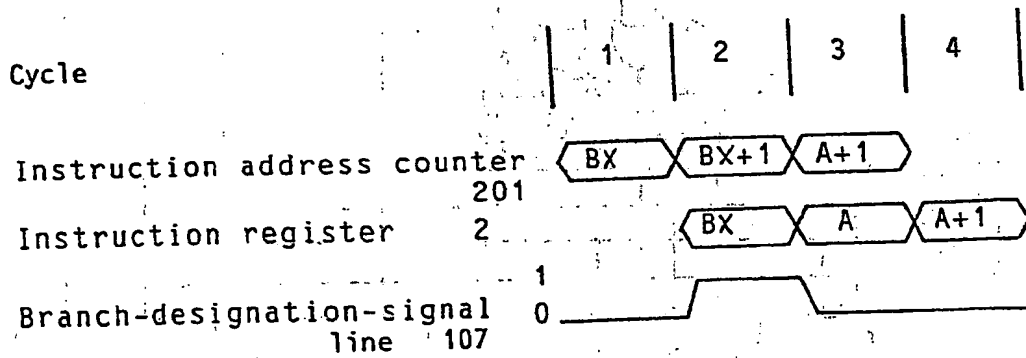 1 2 3 4
Cycle
Instruction address counter BX BX+1 A+1
201
Instruction register 2 BX A A+1
1
Branch-designation-signal 0
line 107